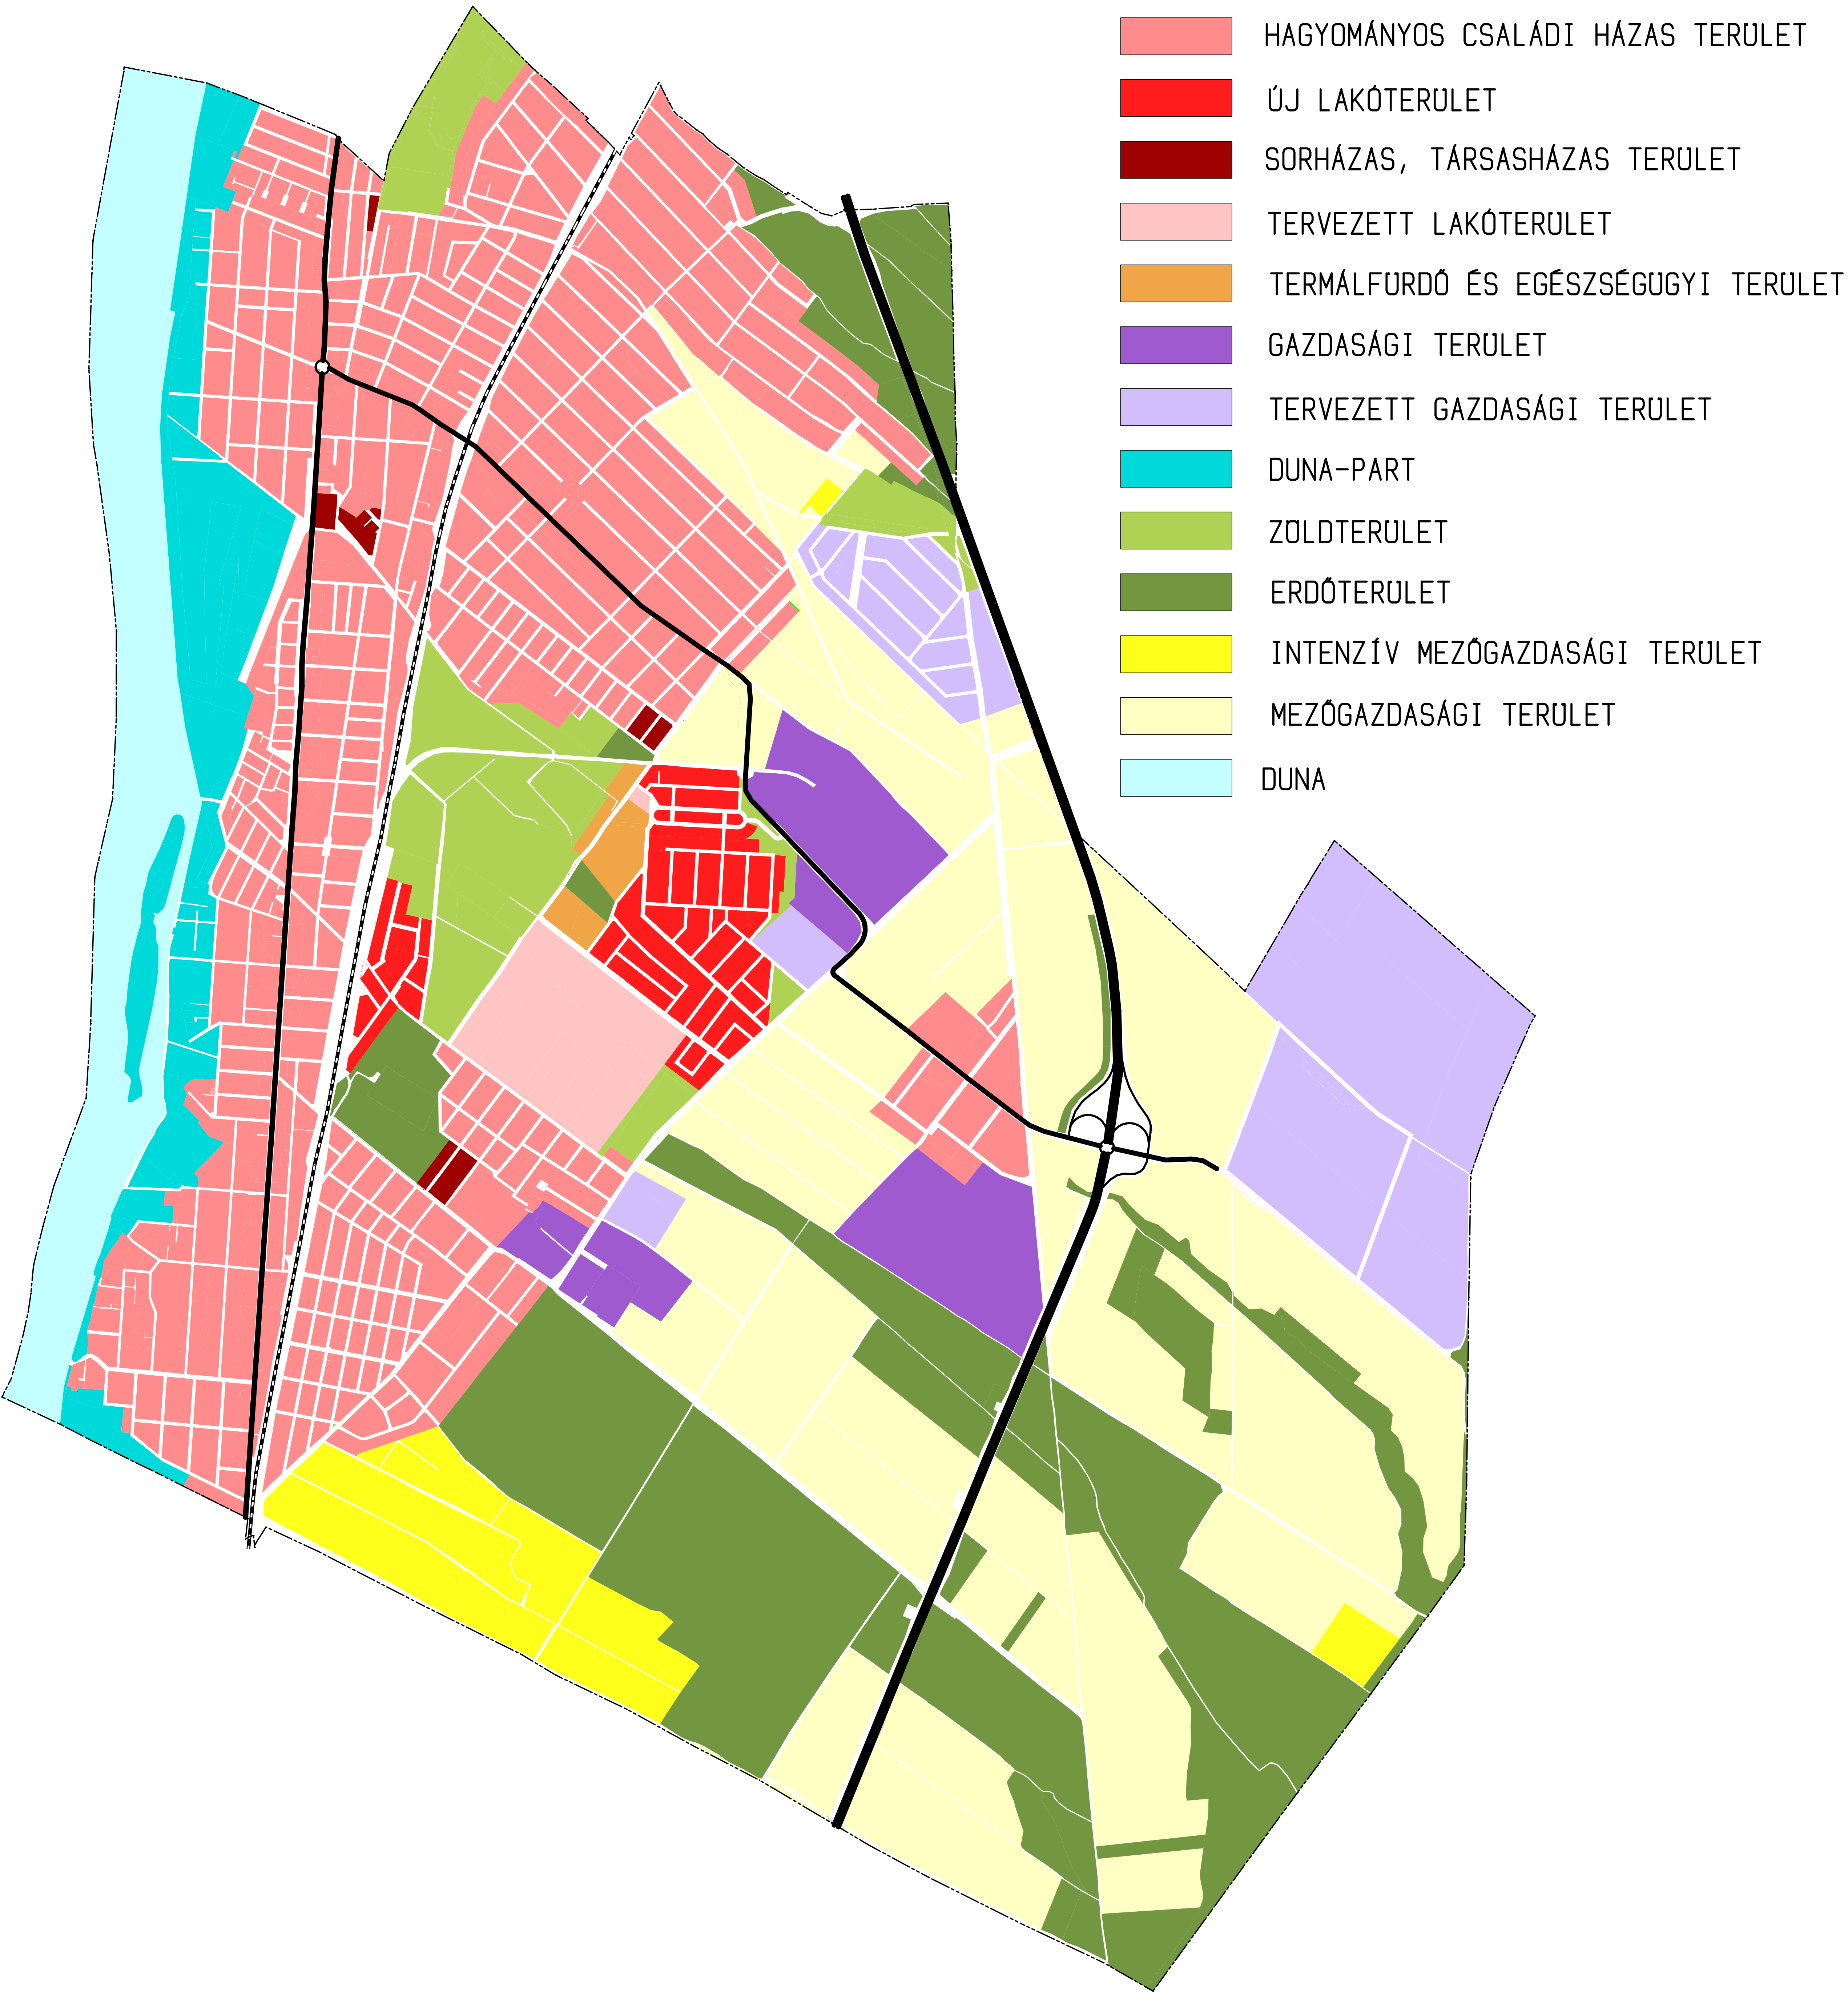 HAGYOMÁNYOS CSALÁDI HÁZAS TERÜLET
ÚJ LAKÓTERÜLET
SORHÁZAS, TÁRSASHÁZAS TERÜLET
TERVEZETT LAKÓTERÜLET
TERMÁLFÜRDŐ ÉS EGÉSZSÉGÜGYI TERÜLET
GAZDASÁGI TERÜLET
TERVEZETT GAZDASÁGI TERÜLET
DUNA-PART
ZÖLDTERÜLET
ERDŐTERÜLET
INTENZÍV MEZŐGAZDASÁGI TERÜLET
MEZŐGAZDASÁGI TERÜLET
DUNA